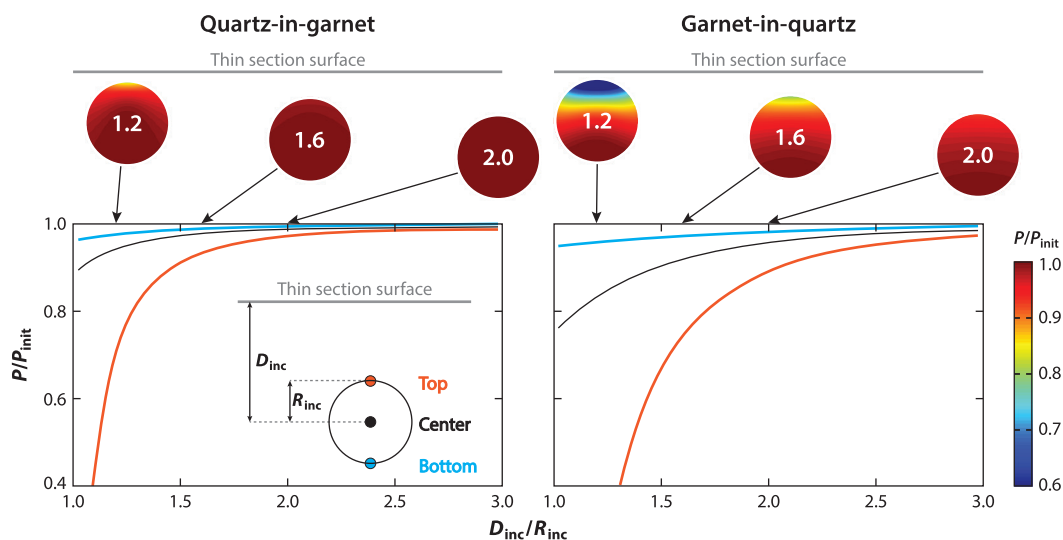 Quartz-in-garnet
Garnet-in-quartz
Thin section surface
Thin section surface
1.2
1.6
2.0
1.2
1.6
2.0
1.0
0.8
0.6
0.4
P/Pinit
Thin section surface
Dinc
Rinc
Top
Center
Bottom
P/Pinit
1.0
0.9
0.8
0.7
0.6
1.0
1.5
2.0
2.5
3.0
1.0
1.5
2.0
2.5
3.0
Dinc/Rinc